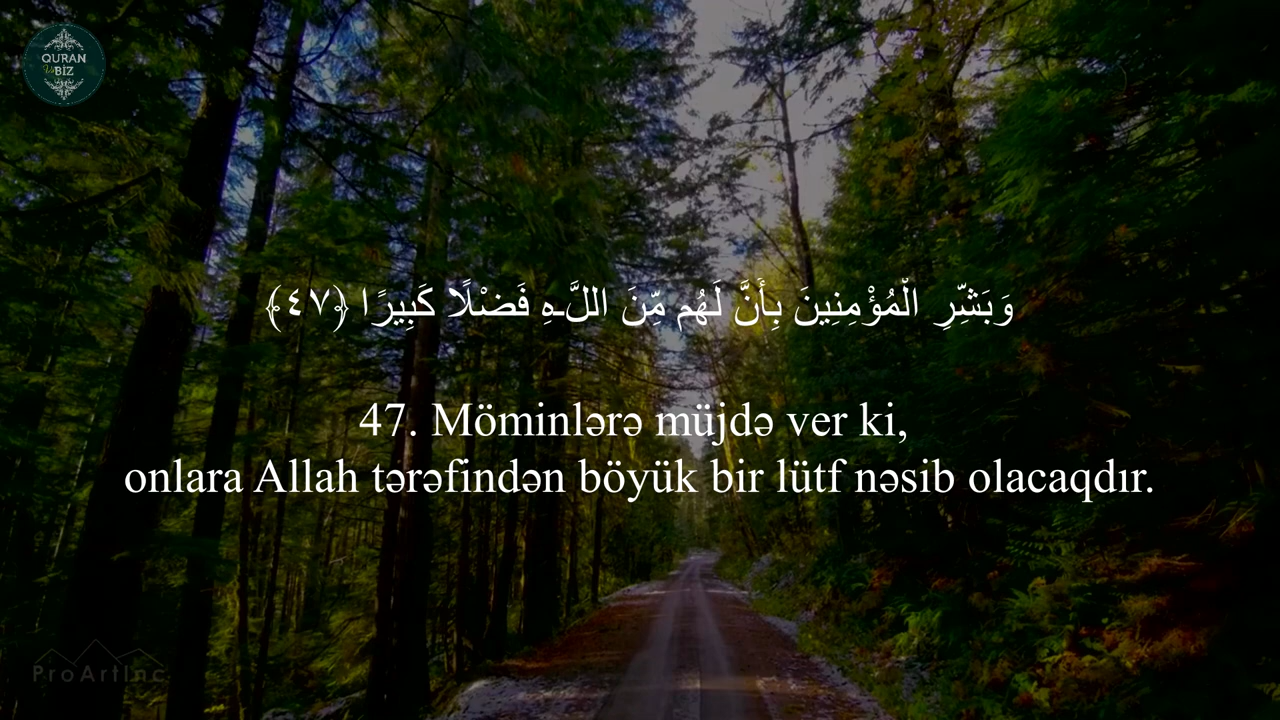 QURAN
Və
BİZ
وَبَشِّرِ الْمُؤْمِنِينَ بِأَنَّ لَهُم مِّنَ اللَّـهِ فَضْلًا كَبِيرًا ﴿٤٧﴾
47. Möminlərə müjdə ver ki,
onlara Allah tərəfindən böyük bir lütf nəsib olacaqdır.
ProArtInc